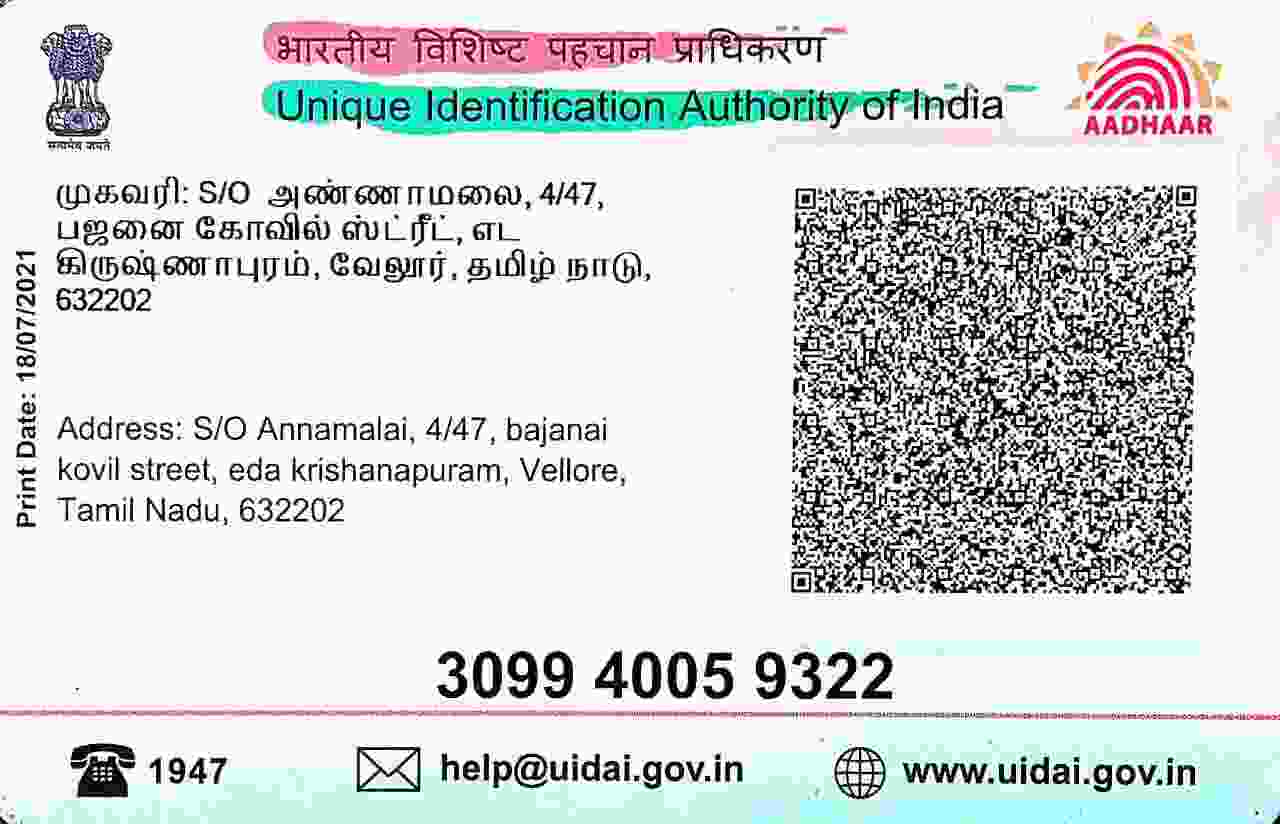 भारतीय विशिष्ट पहचान प्राधिकरण
Unique Identification Authority of India
सत्यमेव जयते
AADHAAR
முகவரி: S/O அண்ணாமலை, 4/47,
பஜனை கோவில் ஸ்ட்ரீட், எட
கிருஷ்ணாபுரம், வேலூர், தமிழ் நாடு,
632202
Print Date: 18/07/2021
Address: S/O Annamalai, 4/47, bajanai
kovil street, eda krishanapuram, Vellore,
Tamil Nadu, 632202
3099 4005 9322
1947
help@uidai.gov.in
www.uidai.gov.in